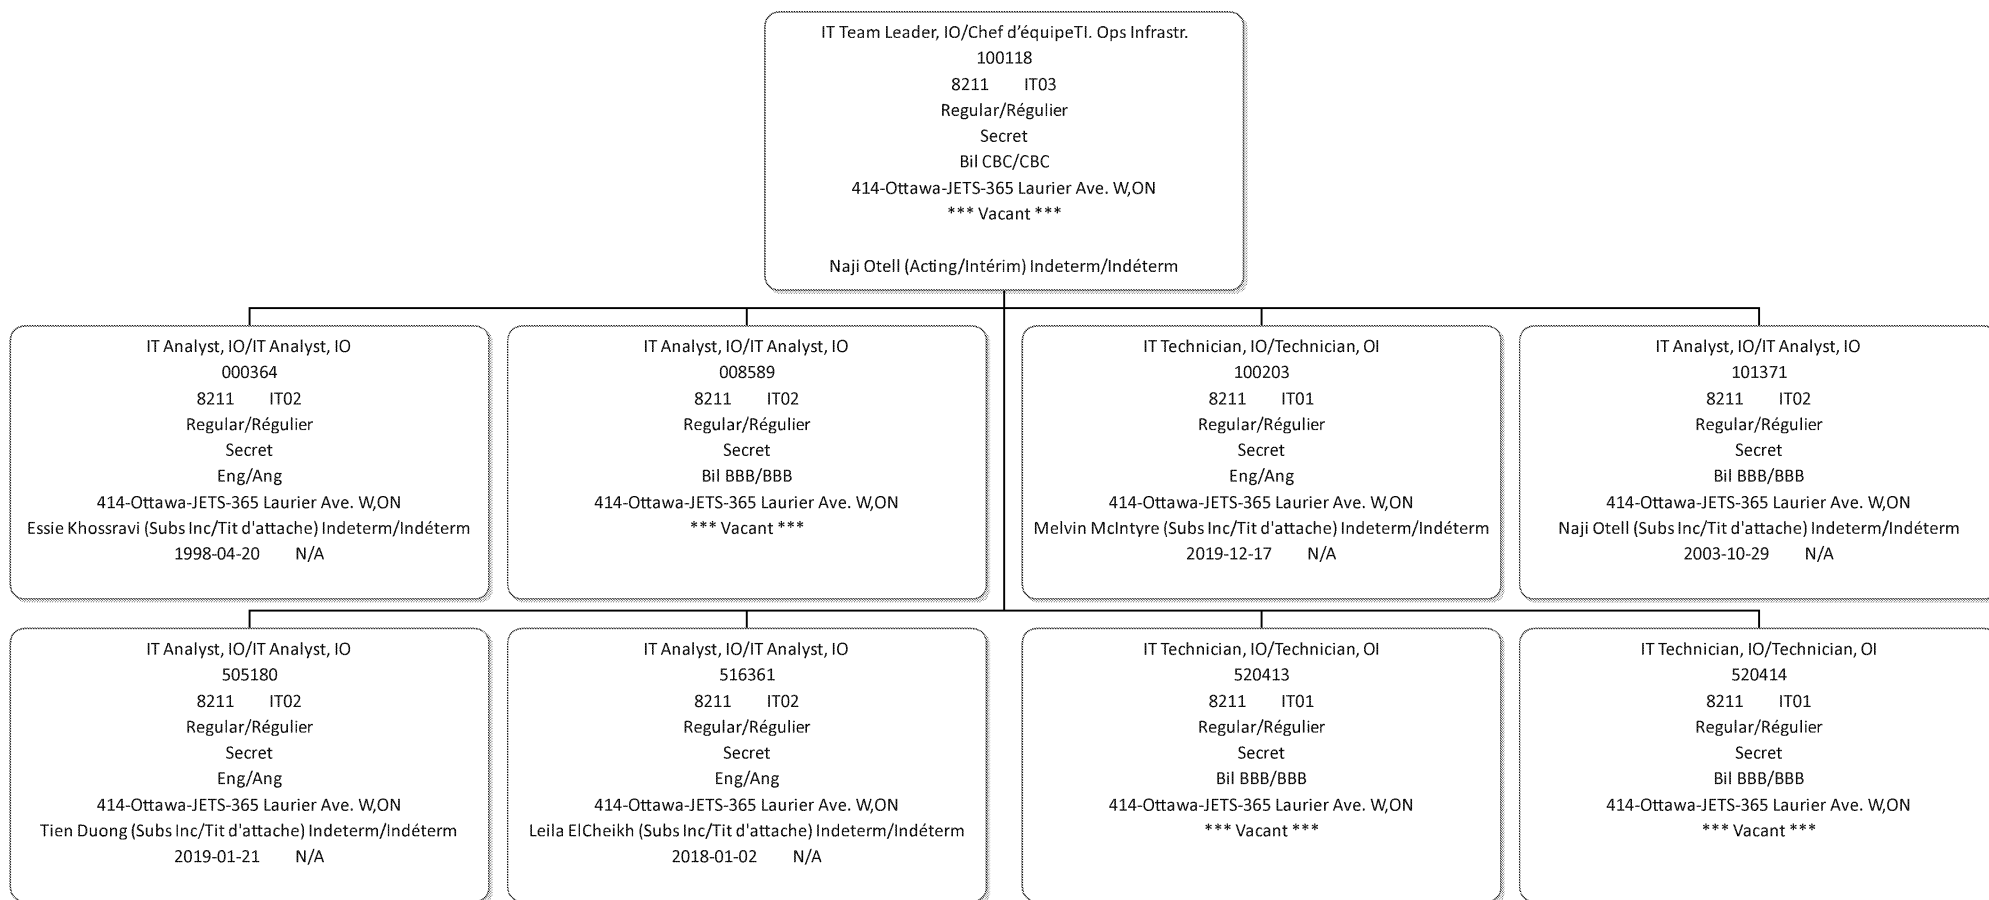 IT Team Leader, IO/Chef d'équipeTI. Ops Infrastr.
100118
8211 IT03
Regular/Régulier
Secret
Bil CBC/CBC
414-Ottawa-JETS-365 Laurier Ave. W,ON
*** Vacant ***
Naji Otell (Acting/Intérim) Indeterm/Indéterm
IT Analyst, IO/IT Analyst, IO
000364
8211 IT02
Regular/Régulier
Secret
Eng/Ang
414-Ottawa-JETS-365 Laurier Ave. W,ON
Essie Khossravi (Subs Inc/Tit d'attache) Indeterm/Indéterm
1998-04-20 N/A
IT Analyst, IO/IT Analyst, IO
008589
8211 IT02
Regular/Régulier
Secret
Bil BBB/BBB
414-Ottawa-JETS-365 Laurier Ave. W,ON
*** Vacant ***
IT Technician, IO/Technician, OI
100203
8211 IT01
Regular/Régulier
Secret
Eng/Ang
414-Ottawa-JETS-365 Laurier Ave. W,ON
Melvin McIntyre (Subs Inc/Tit d'attache) Indeterm/Indéterm
2019-12-17 N/A
IT Analyst, IO/IT Analyst, IO
101371
8211 IT02
Regular/Régulier
Secret
Bil BBB/BBB
414-Ottawa-JETS-365 Laurier Ave. W,ON
Naji Otell (Subs Inc/Tit d'attache) Indeterm/Indéterm
2003-10-29 N/A
IT Analyst, IO/IT Analyst, IO
505180
8211 IT02
Regular/Régulier
Secret
Eng/Ang
414-Ottawa-JETS-365 Laurier Ave. W,ON
Tien Duong (Subs Inc/Tit d'attache) Indeterm/Indéterm
2019-01-21 N/A
IT Analyst, IO/IT Analyst, IO
516361
8211 IT02
Regular/Régulier
Secret
Eng/Ang
414-Ottawa-JETS-365 Laurier Ave. W,ON
Leila ElCheikh (Subs Inc/Tit d'attache) Indeterm/Indéterm
2018-01-02 N/A
IT Technician, IO/Technician, OI
520413
8211 IT01
Regular/Régulier
Secret
Bil BBB/BBB
414-Ottawa-JETS-365 Laurier Ave. W,ON
*** Vacant ***
IT Technician, IO/Technician, OI
520414
8211 IT01
Regular/Régulier
Secret
Bil BBB/BBB
414-Ottawa-JETS-365 Laurier Ave. W,ON
*** Vacant ***